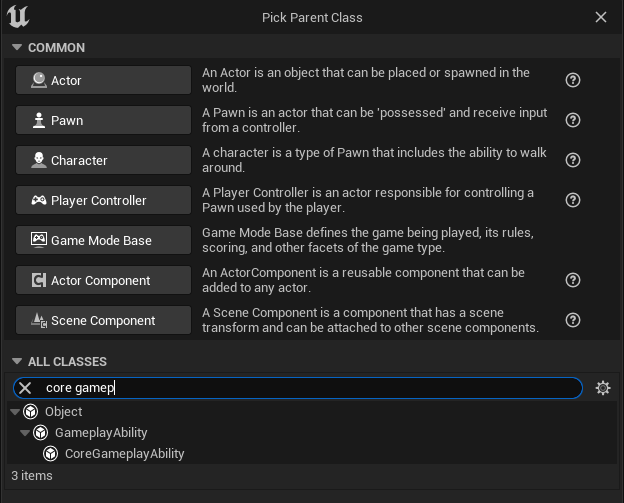 Pick Parent Class
COMMON
Actor
An Actor is an object that can be placed or spawned in the
world.
Pawn
A Pawn is an actor that can be 'possessed' and receive input
from a controller.
Character
A character is a type of Pawn that includes the ability to walk
around.
Player Controller
A Player Controller is an actor responsible for controlling a
Pawn used by the player.
Game Mode Base
Game Mode Base defines the game being played, its rules,
scoring, and other facets of the game type.
Actor Component
An ActorComponent is a reusable component that can be
added to any actor.
Scene Component
A Scene Component is a component that has a scene
transform and can be attached to other scene components.
ALL CLASSES
core gamep
Object
GameplayAbility
CoreGameplayAbility
3 items